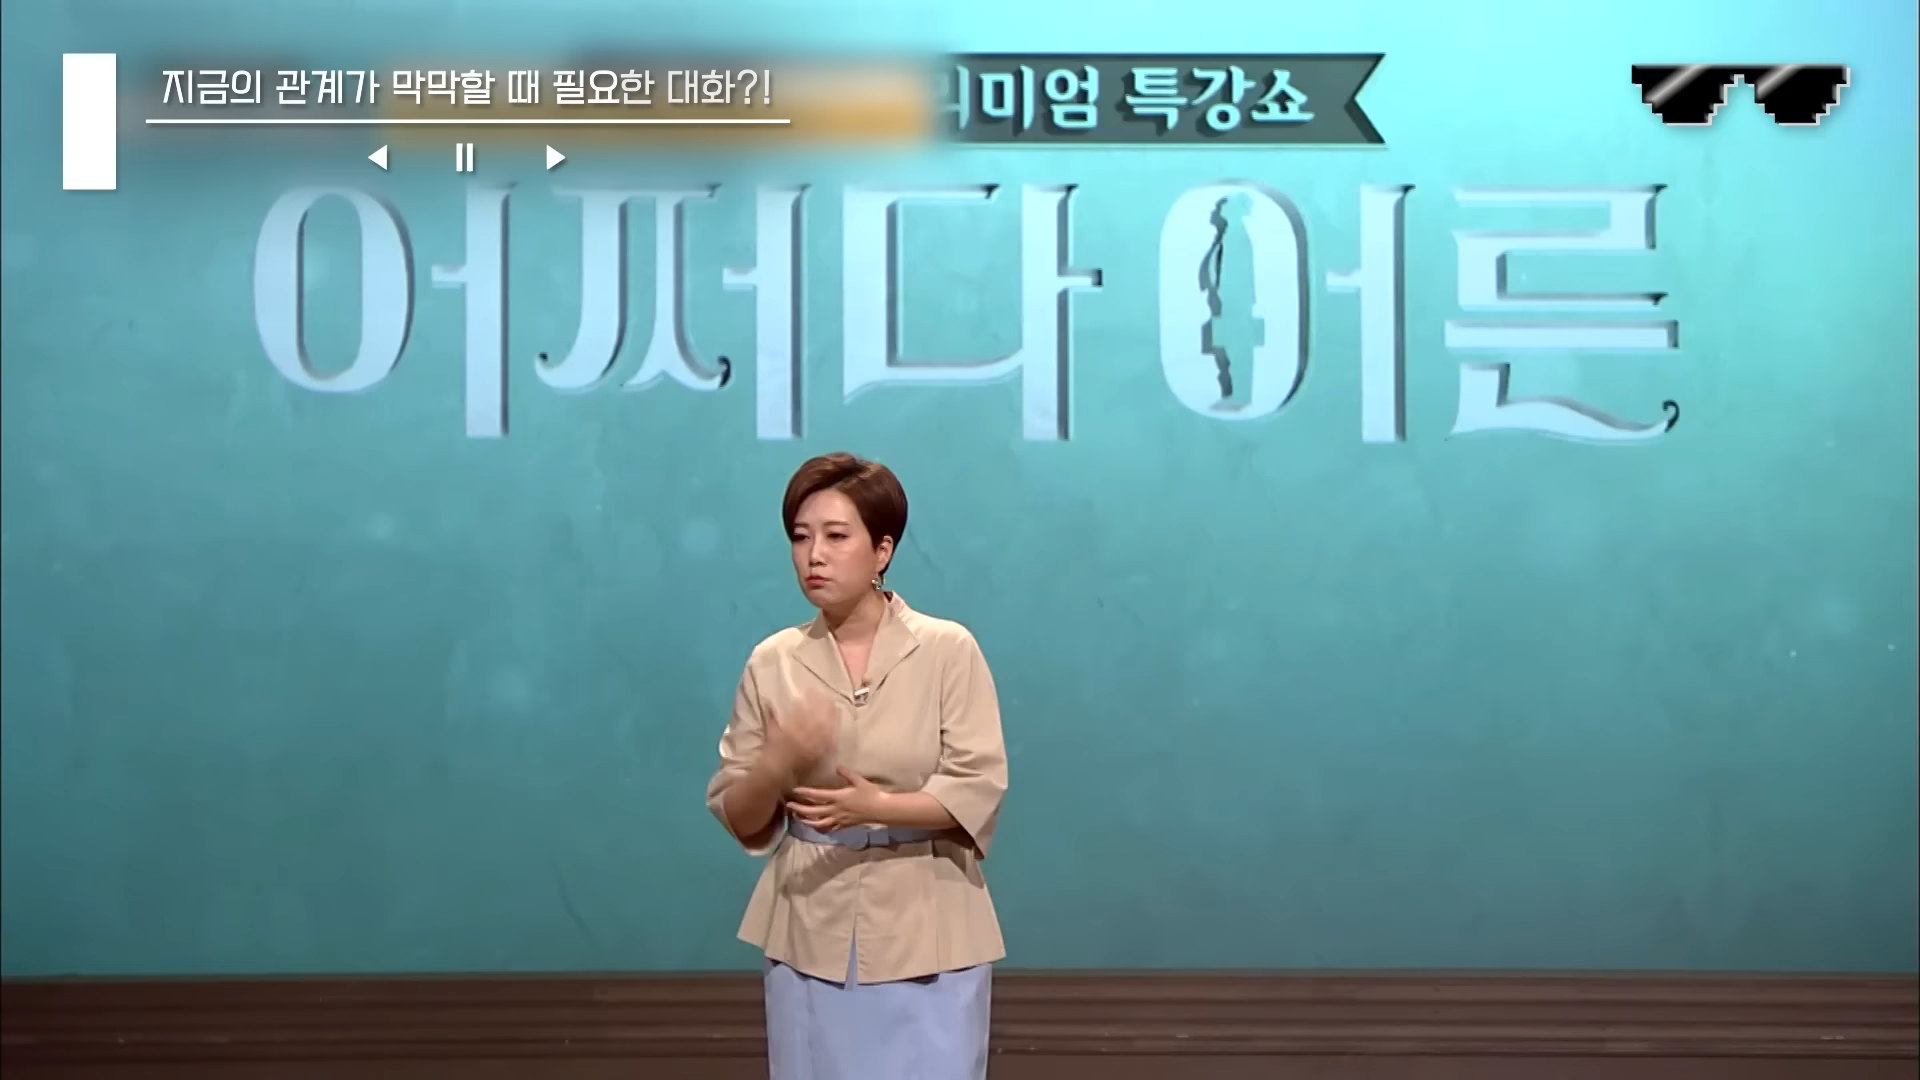 지금의 관계가 막막할 때 필요한 대화?!
리미엄 특강쇼
어쩌다 어른